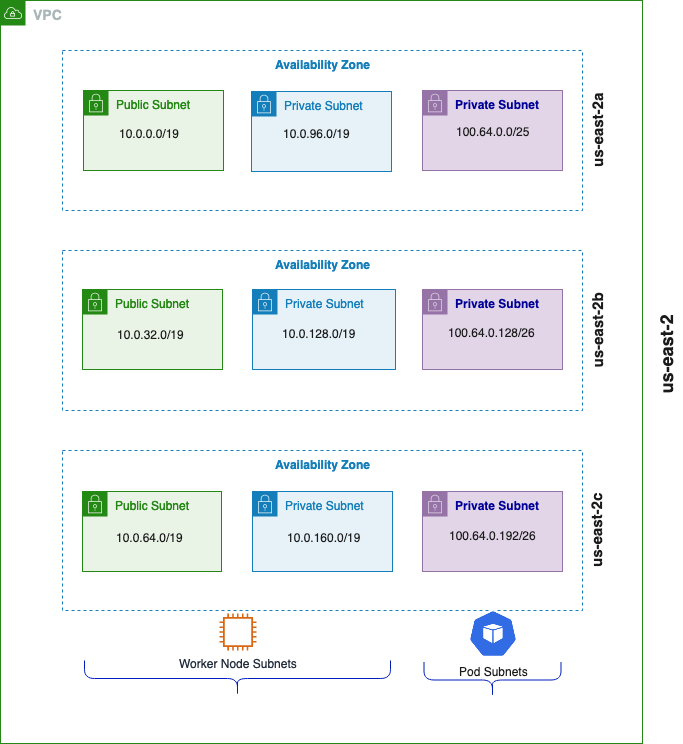 VPC
Availability Zone
Public Subnet
10.0.0.0/19
Private Subnet
10.0.96.0/19
Private Subnet
100.64.0.0/25
us-east-2a
Availability Zone
Public Subnet
10.0.32.0/19
Private Subnet
10.0.128.0/19
Private Subnet
100.64.0.128/26
us-east-2b
us-east-2
Availability Zone
Public Subnet
10.0.64.0/19
Private Subnet
10.0.160.0/19
Private Subnet
100.64.0.192/26
us-east-2c
Worker Node Subnets
Pod Subnets